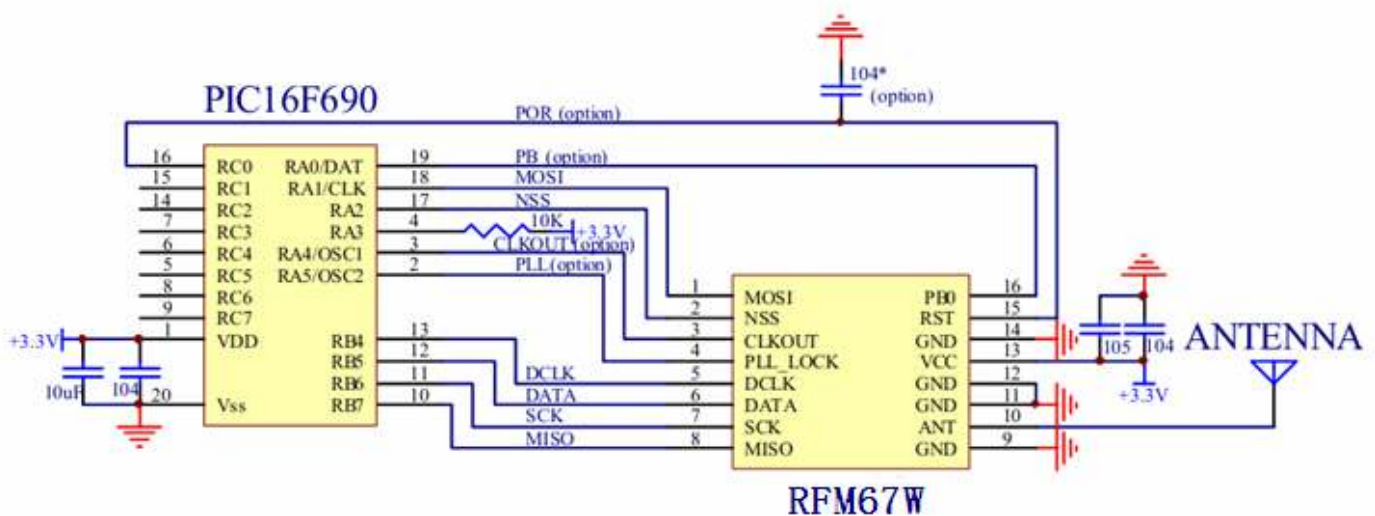 104*
(option)
PIC16F690
POR (option)
16 RC0 RA0/DAT 19 PB (option)
15 RC1 RA1/CLK 18 MOSI
14 RC2 RA2 17 NSS
7 RC3 RA3 4 10K +3.3V
6 RC4 RA4/OSC1 3 CLKOUT (option)
5 RC5 RA5/OSC2 2 PLL(option)
8 RC6
9 RC7
+3.3V 1 VDD RB4 13
RB5 12
10uF 104 RB6 11
20 Vss RB7 10
DCLK
DATA
SCK
MISO
1 MOSI PB0 16
2 NSS RST 15
3 CLKOUT GND 14
4 PLL_LOCK VCC 13
5 DCLK GND 12
6 DATA GND 11
7 SCK ANT 10
8 MISO GND 9
105 104
+3.3V
ANTENNA
RFM67W